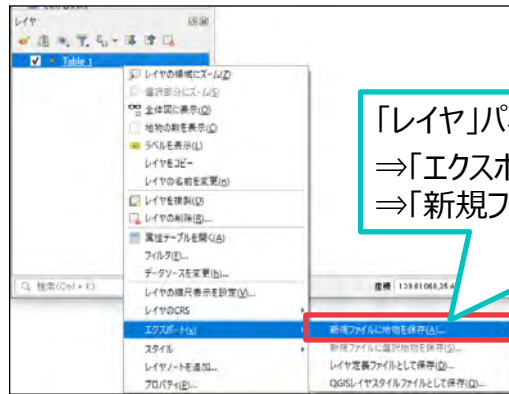 レイヤ
Table 1
レイヤの領域にズーム(Z)
選択部分にズーム(S)
全体図に表示(O)
地物の数を表示(C)
ラベルを表示(L)
レイヤをコピー
レイヤの名前を変更(n)
レイヤを複製(D)
レイヤの削除(R)...
属性テーブルを開く(A)
フィルタ(F)...
データソースを変更(h)...
レイヤの縮尺表示を設定(V)...
レイヤのCRS
エクスポート(x)
スタイル
レイヤノートを追加...
プロパティ(P)...
検索(Ctrl + K)
座標
新規ファイルに地物を保存(A)...
新規ファイルに選択地物を保存(S)...
レイヤ定義ファイルとして保存(D)...
QGISレイヤスタイルファイルとして保存(Q)...
「レイヤ」パ
⇒「エクスポ
⇒「新規フ